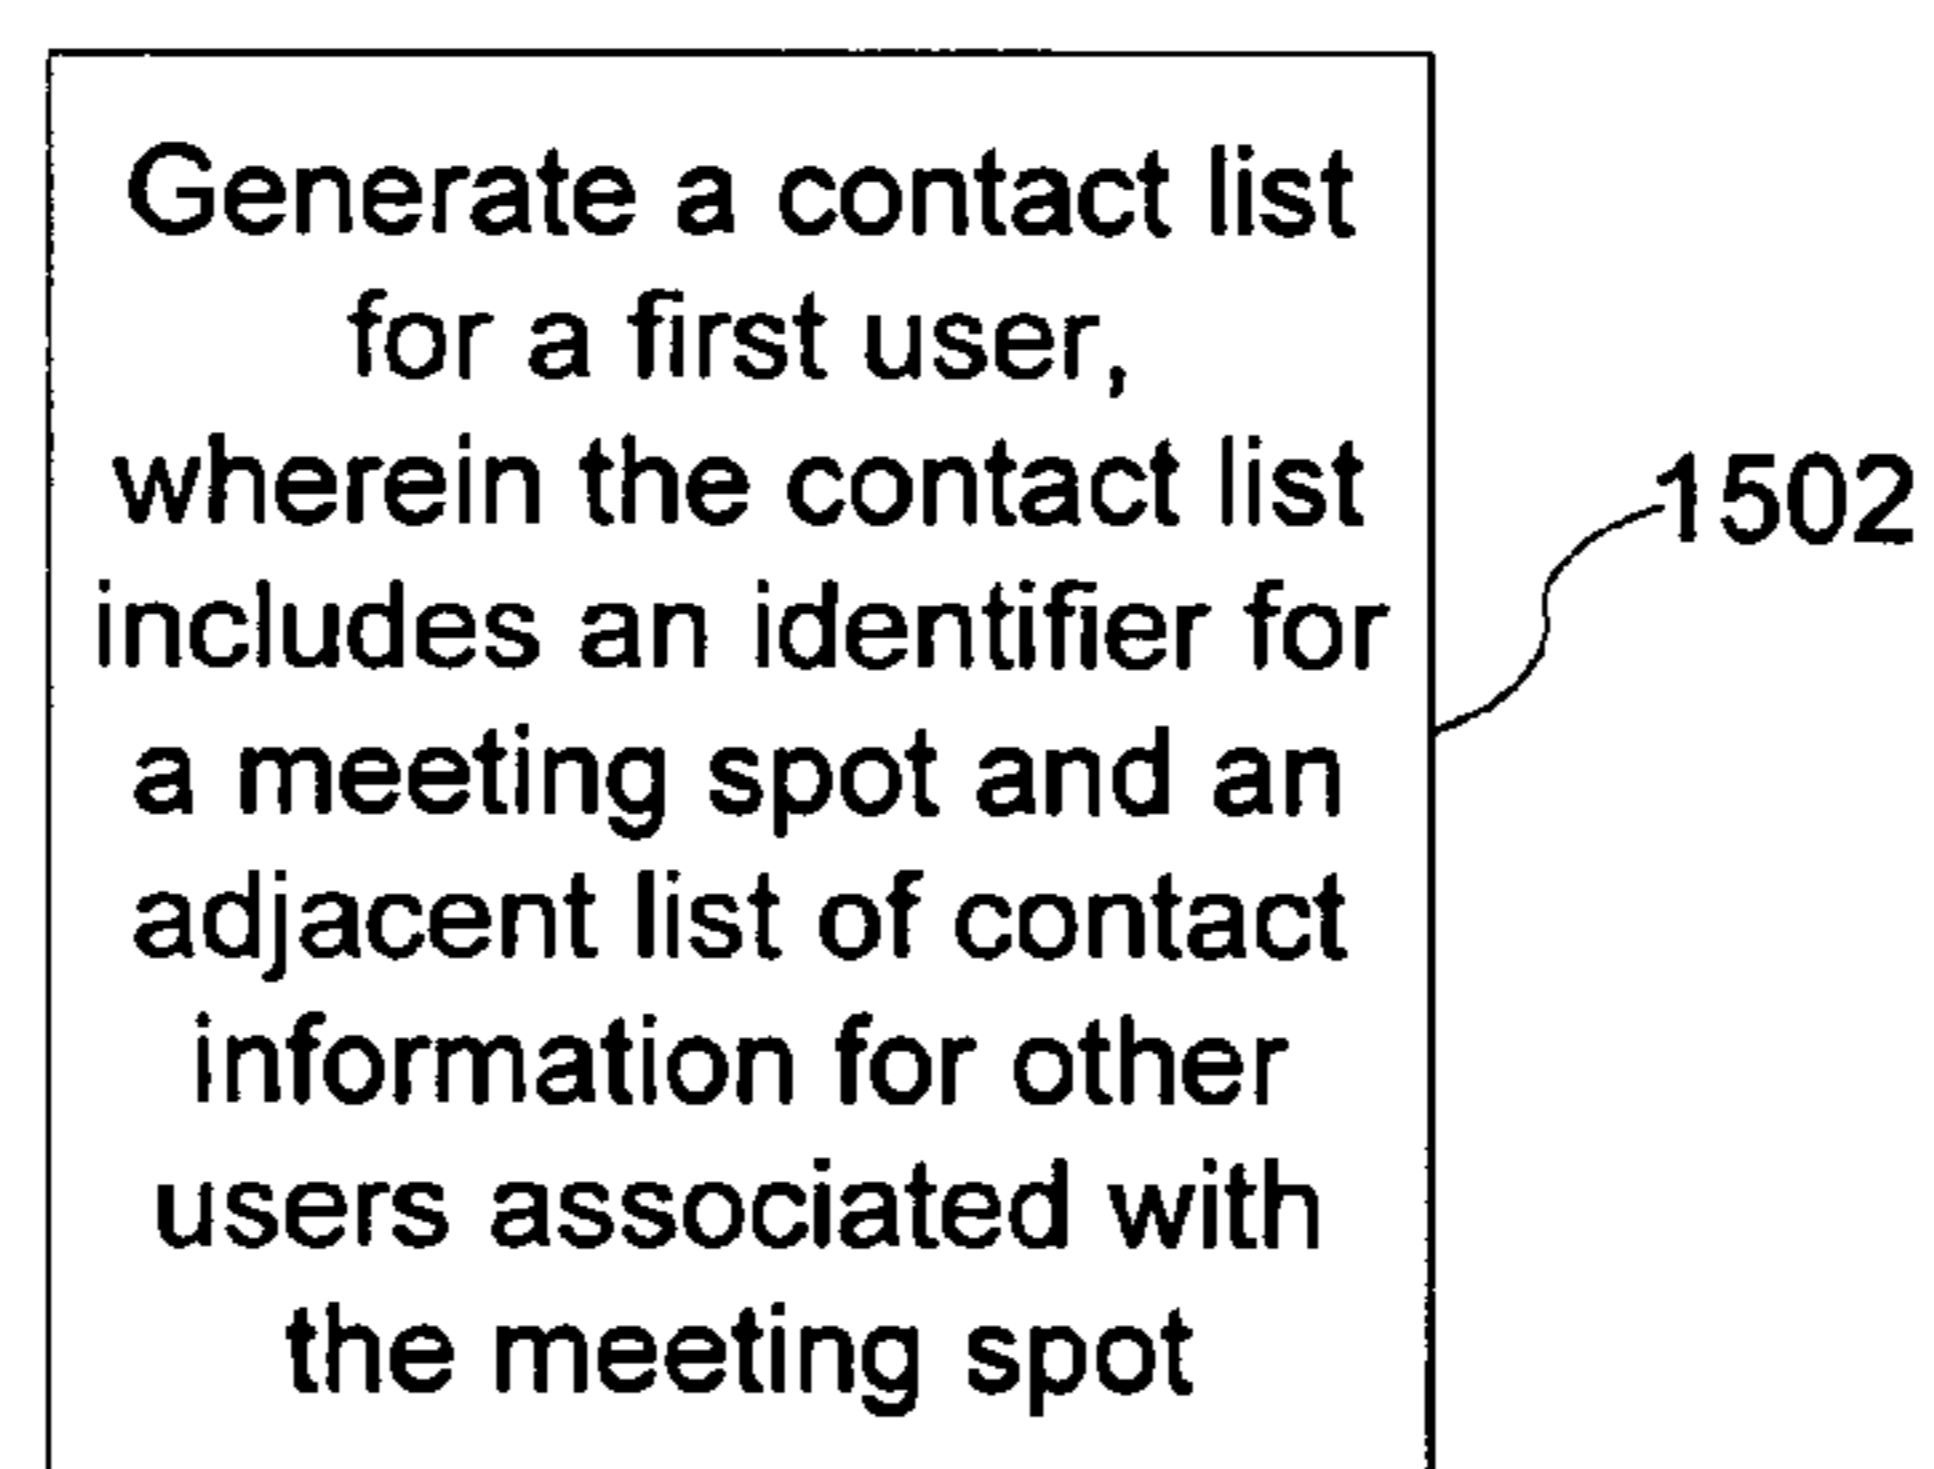 Generate a contact list
for a first user,
wherein the contact list
includes an identifier for
a meeting spot and an
adjacent list of contact
information for other
users associated with
the meeting spot
1502